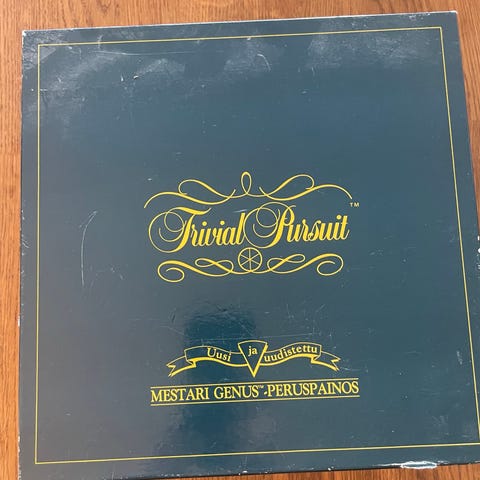 Trivial Pursuit™
Uusi ja uudistettu
MESTARI GENUS™-PERUSPAINOS